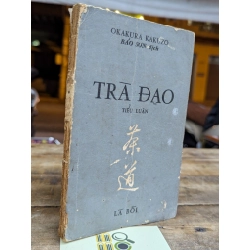 OKAKURA KAKUZO
BẢO SƠN dịch
TRÀ ĐẠO
TIỂU LUẬN
茶
道
LÁ BỐI